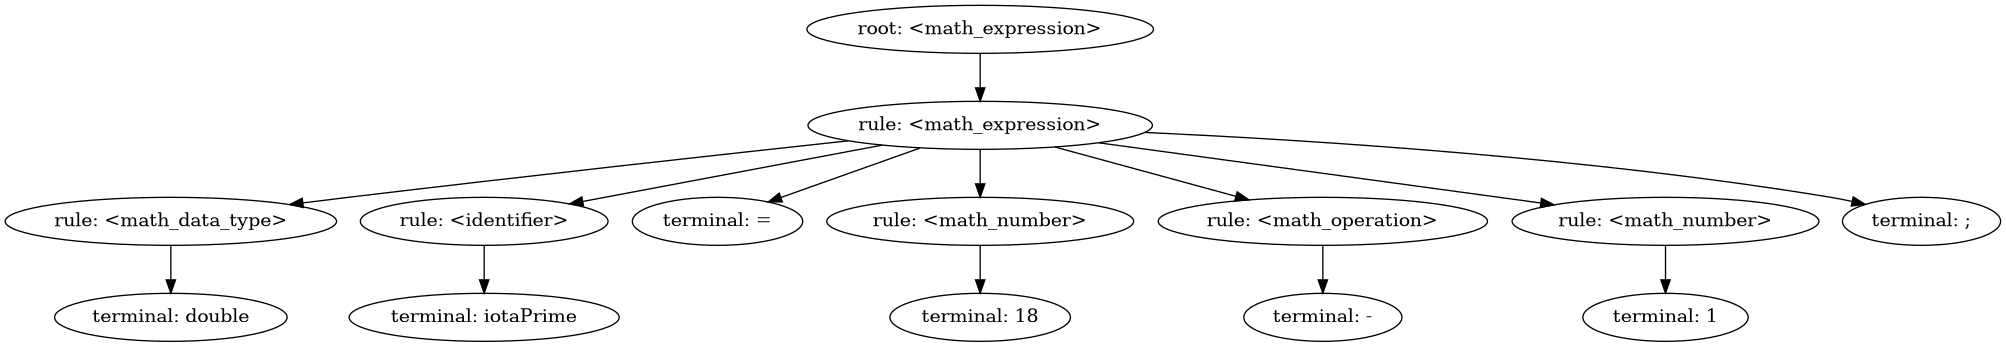 root: <math_expression>
rule: <math_expression>
rule: <math_data_type>
rule: <identifier>
terminal: =
rule: <math_number>
rule: <math_operation>
rule: <math_number>
terminal: ;
terminal: double
terminal: iotaPrime
terminal: 18
terminal: -
terminal: 1